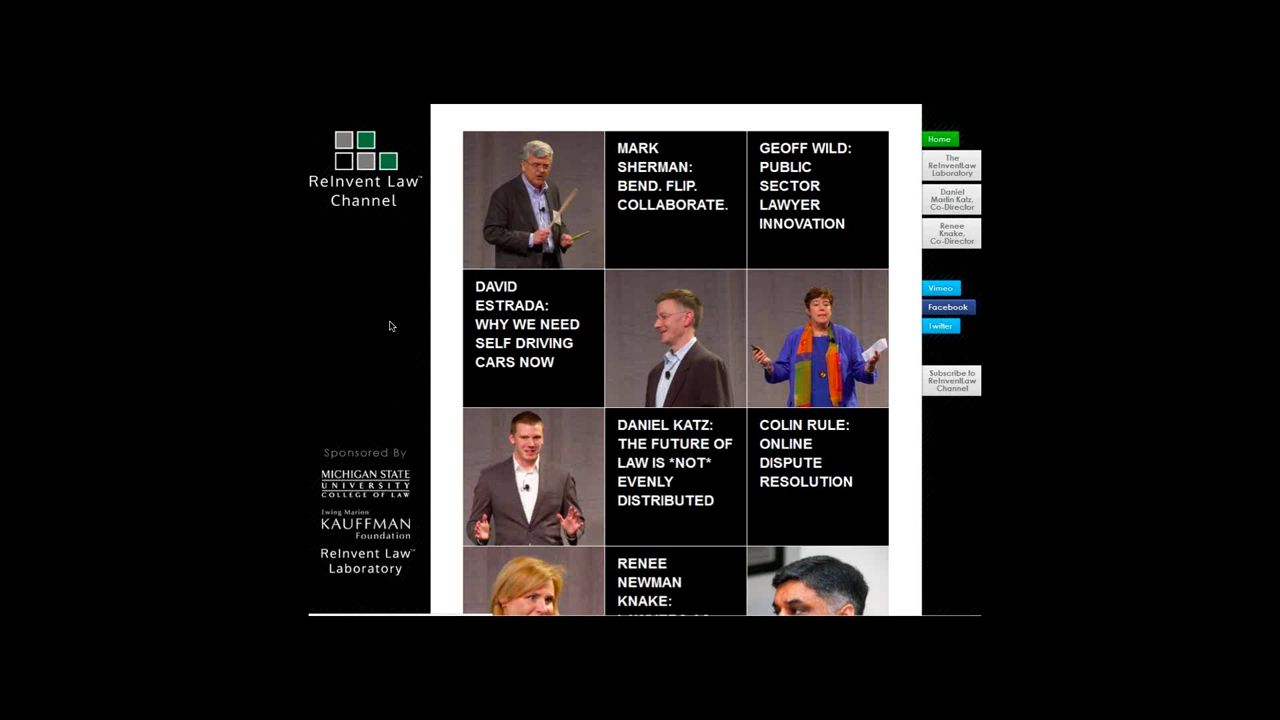 ReInvent Law™
Channel
MARK
SHERMAN:
BEND. FLIP.
COLLABORATE.
GEOFF WILD:
PUBLIC
SECTOR
LAWYER
INNOVATION
DAVID
ESTRADA:
WHY WE NEED
SELF DRIVING
CARS NOW
DANIEL KATZ:
THE FUTURE OF
LAW IS *NOT*
EVENLY
DISTRIBUTED
COLIN RULE:
ONLINE
DISPUTE
RESOLUTION
RENEE
NEWMAN
KNAKE:
Sponsored By
MICHIGAN STATE
UNIVERSITY
COLLEGE OF LAW
Ewing Marion
KAUFFMAN
Foundation
ReInvent Law™
Laboratory
Home
The
ReInventLaw
Laboratory
Daniel
Martin Katz,
Co-Director
Renee
Knake,
Co-Director
Vimeo
Facebook
Twitter
Subscribe to
ReInventLaw
Channel